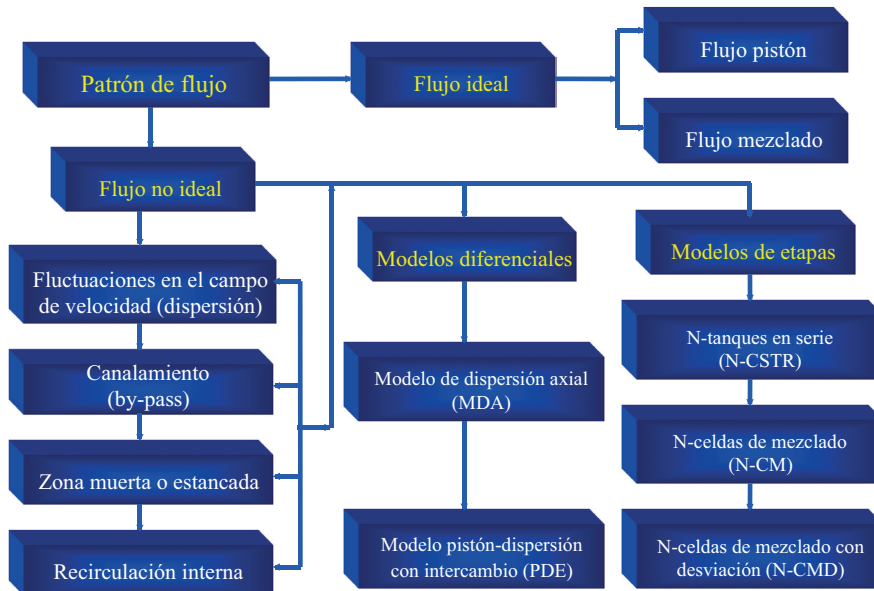 Patrón de flujo
Flujo ideal
Flujo pistón
Flujo mezclado
Flujo no ideal
Fluctuaciones en el campo
de velocidad (dispersión)
Canalamiento
(by-pass)
Zona muerta o estancada
Recirculación interna
Modelos diferenciales
Modelo de dispersión axial
(MDA)
Modelo pistón-dispersión
con intercambio (PDE)
Modelos de etapas
N-tanques en serie
(N-CSTR)
N-celdas de mezclado
(N-CM)
N-celdas de mezclado con
desviación (N-CMD)